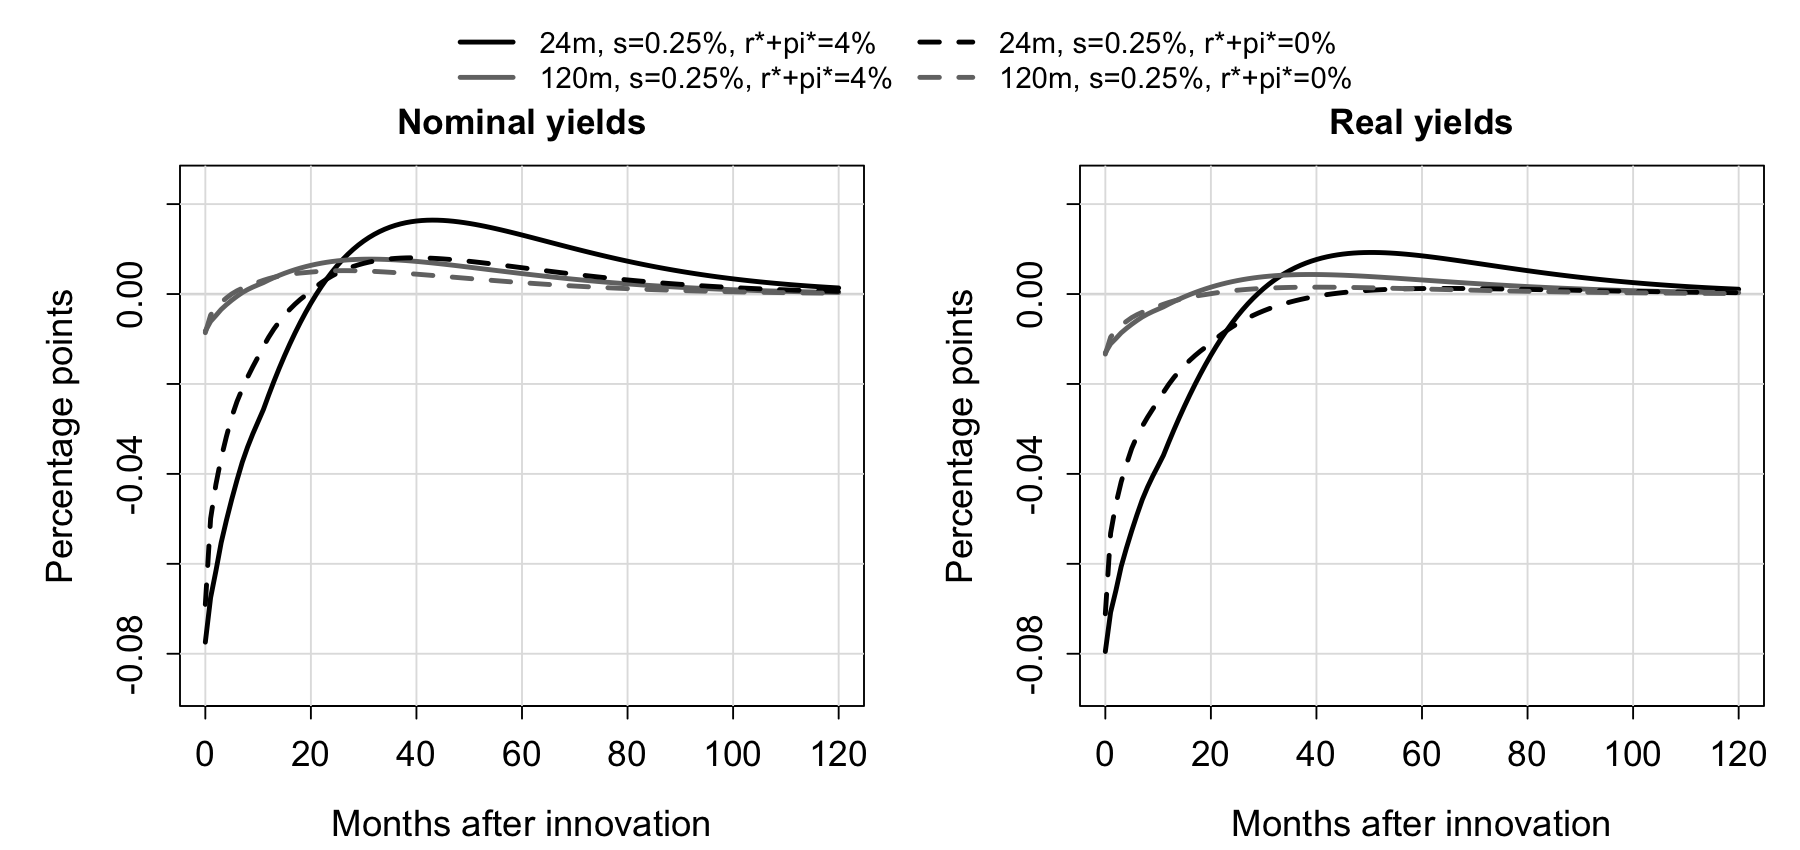 24m, s=0.25%, r*+pi*=4% 24m, s=0.25%, r*+pi*=0%
120m, s=0.25%, r*+pi*=4% 120m, s=0.25%, r*+pi*=0%
Nominal yields
Percentage points
0.00
-0.04
-0.08
0 20 40 60 80 100 120
Months after innovation
Real yields
Percentage points
0.00
-0.04
-0.08
0 20 40 60 80 100 120
Months after innovation